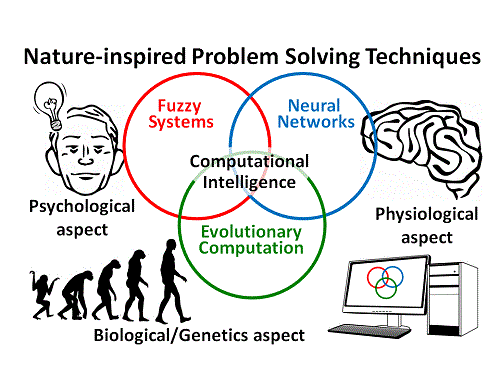 Nature-inspired Problem Solving Techniques
Fuzzy
Systems
Neural
Networks
Computational
Intelligence
Psychological
aspect
Physiological
aspect
Evolutionary
Computation
Biological/Genetics aspect